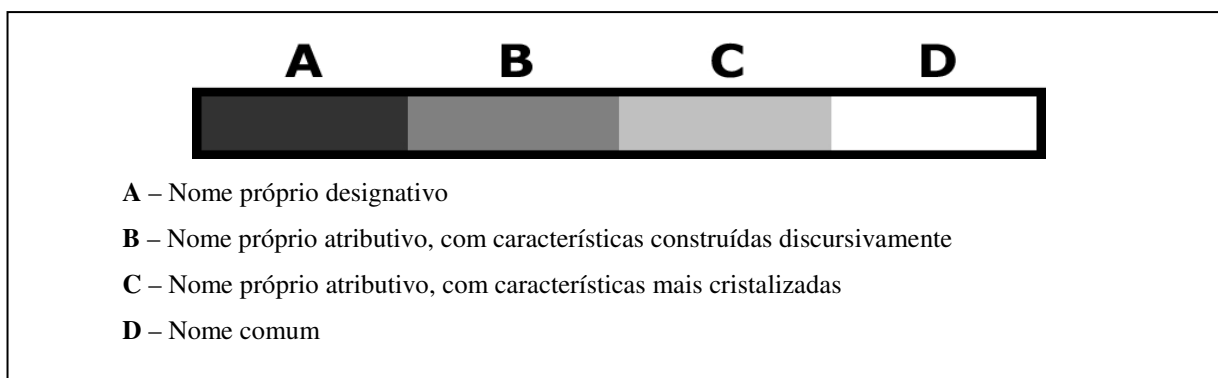 A B C D
A – Nome próprio designativo
B – Nome próprio atributivo, com características construídas discursivamente
C – Nome próprio atributivo, com características mais cristalizadas
D – Nome comum